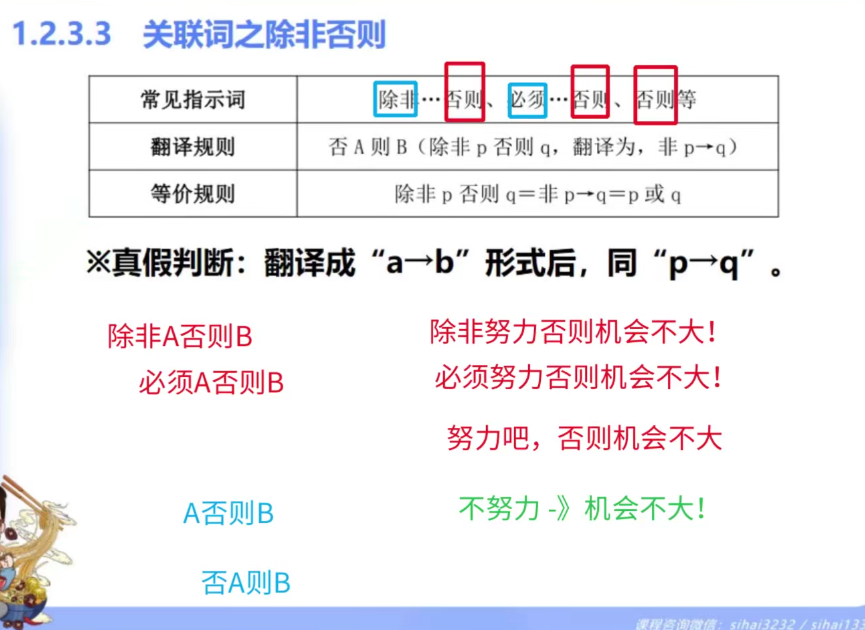 1.2.3.3 关联词之除非否则
常见指示词 除非…否则、必须…否则、否则等
翻译规则 否 A 则 B（除非 p 否则 q，翻译为，非 p→q）
等价规则 除非 p 否则 q＝非 p→q＝p 或 q
※真假判断：翻译成“a→b”形式后，同“p→q”。
除非A否则B
除非努力否则机会不大！
必须A否则B
必须努力否则机会不大！
努力吧，否则机会不大
A否则B
不努力 -》机会不大！
否A则B
课程咨询微信：sihai3232 / sihai133